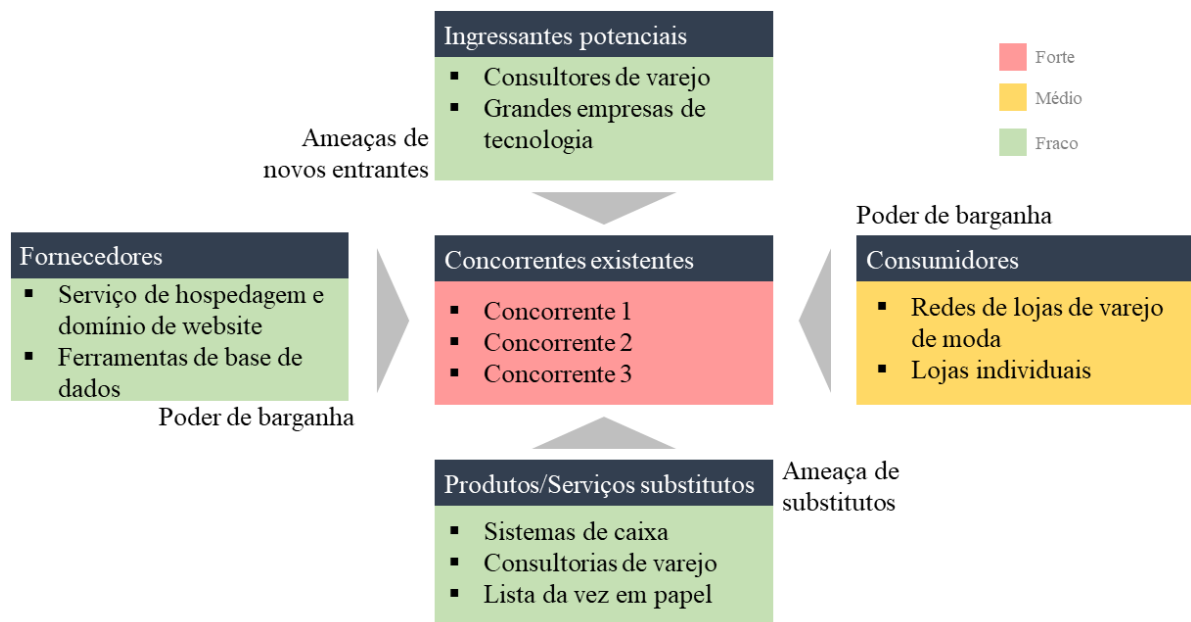 Ingressantes potenciais
▪ Consultores de varejo
▪ Grandes empresas de
tecnologia
Forte
Médio
Fraco
Ameaças de
novos entrantes
Fornecedores
▪ Serviço de hospedagem e
domínio de website
▪ Ferramentas de base de
dados
Poder de barganha
Concorrentes existentes
▪ Concorrente 1
▪ Concorrente 2
▪ Concorrente 3
Poder de barganha
Consumidores
▪ Redes de lojas de varejo
de moda
▪ Lojas individuais
Produtos/Serviços substitutos
▪ Sistemas de caixa
▪ Consultorias de varejo
▪ Lista da vez em papel
Ameaça de
substitutos